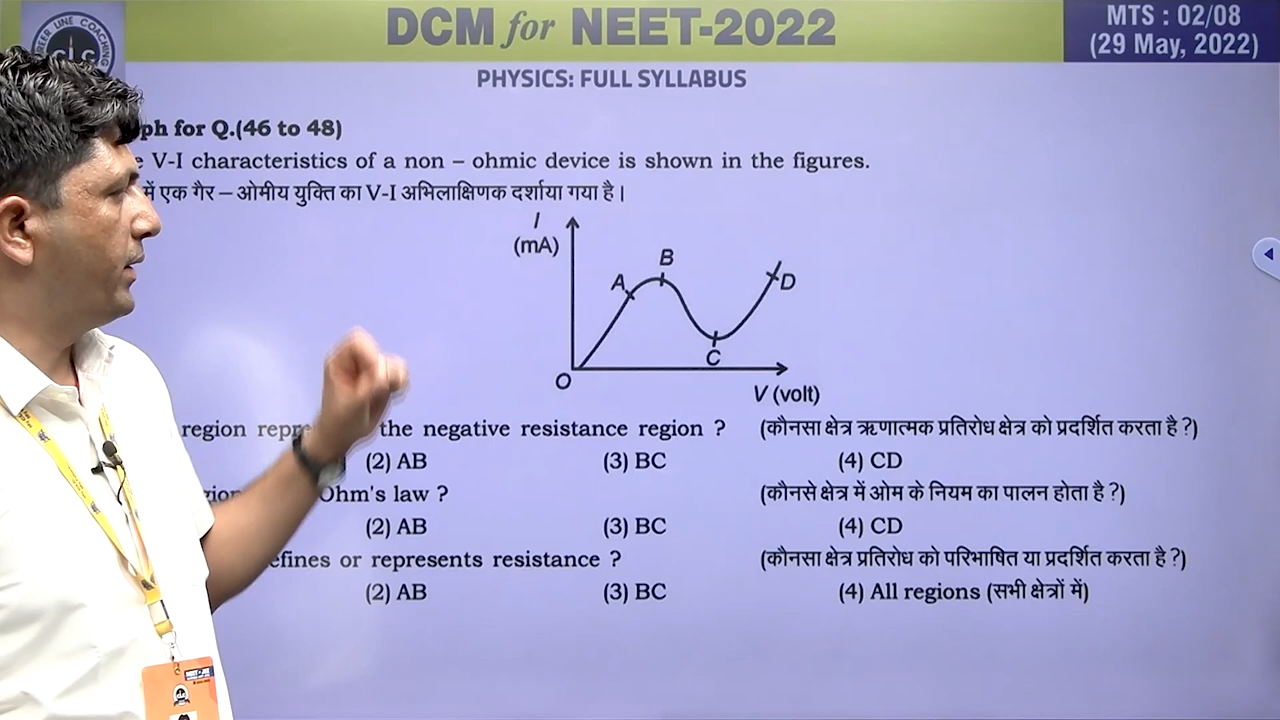 DCM for NEET-2022
MTS : 02/08
(29 May, 2022)
PHYSICS: FULL SYLLABUS
ph for Q.(46 to 48)
e V-I characteristics of a non – ohmic device is shown in the figures.
में एक गैर – ओमीय युक्ति का V-I अभिलाक्षिणक दर्शाया गया है।
I
(mA)
B
A
D
C
O
V (volt)
region repre the negative resistance region ? (कौनसा क्षेत्र ऋणात्मक प्रतिरोध क्षेत्र को प्रदर्शित करता है ?)
(2) AB (3) BC (4) CD
gion Ohm's law ? (कौनसे क्षेत्र में ओम के नियम का पालन होता है ?)
(2) AB (3) BC (4) CD
efines or represents resistance ? (कौनसा क्षेत्र प्रतिरोध को परिभाषित या प्रदर्शित करता है ?)
(2) AB (3) BC (4) All regions (सभी क्षेत्रों में)